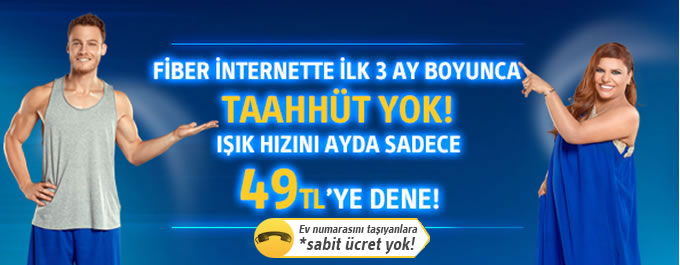 FİBER İNTERNETTE İLK 3 AY BOYUNCA
TAAHHÜT YOK!
IŞIK HIZINI AYDA SADECE
49TL'YE DENE!
Ev numarasını taşıyanlara
*sabit ücret yok!